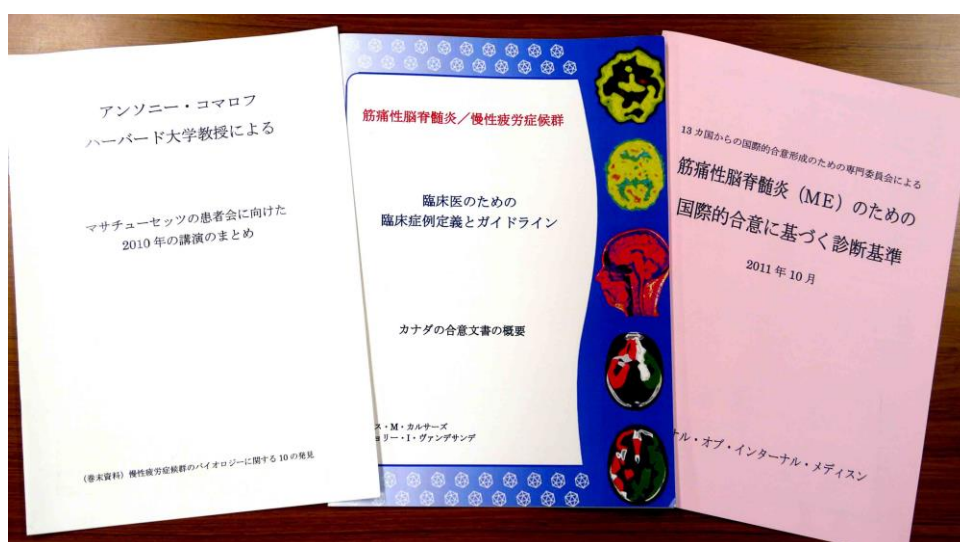 アンソニー・コマロフ
ハーバード大学教授による
マサチューセッツの患者会に向けた
2010年の講演のまとめ
(巻末資料) 慢性疲労症候群のバイオロジーに関する10の発見
筋痛性脳脊髄炎／慢性疲労症候群
臨床医のための
臨床症例定義とガイドライン
カナダの合意文書の概要
ス・M・カルサーズ
ョリー・I・ヴァンデサンデ
13カ国からの国際的合意形成のための専門委員会による
筋痛性脳脊髄炎（ME）のための
国際的合意に基づく診断基準
2011年10月
ナル・オブ・インターナル・メディスン